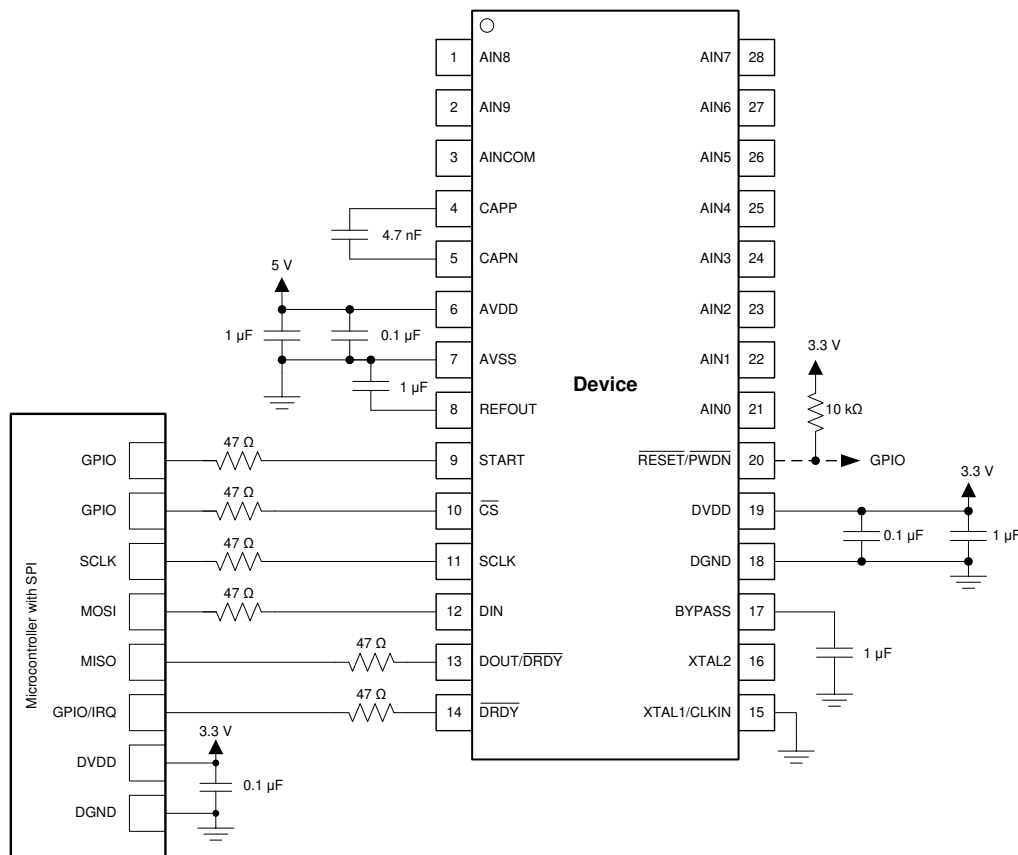 1 AIN8 AIN7 28
2 AIN9 AIN6 27
3 AINCOM AIN5 26
4 CAPP AIN4 25
4.7 nF
5 CAPN AIN3 24
5 V
6 AVDD AIN2 23
1 µF 0.1 µF
7 AVSS AIN1 22
3.3 V
Device
1 µF
8 REFOUT AIN0 21
10 kΩ
GPIO 47 Ω 9 START RESET/PWDN 20 GPIO
3.3 V
GPIO 47 Ω 10 CS DVDD 19
0.1 µF 1 µF
SCLK 47 Ω 11 SCLK DGND 18
MOSI 47 Ω 12 DIN BYPASS 17
Microcontroller with SPI
MISO 47 Ω 13 DOUT/DRDY XTAL2 16
1 µF
GPIO/IRQ 47 Ω 14 DRDY XTAL1/CLKIN 15
3.3 V
DVDD
0.1 µF
DGND